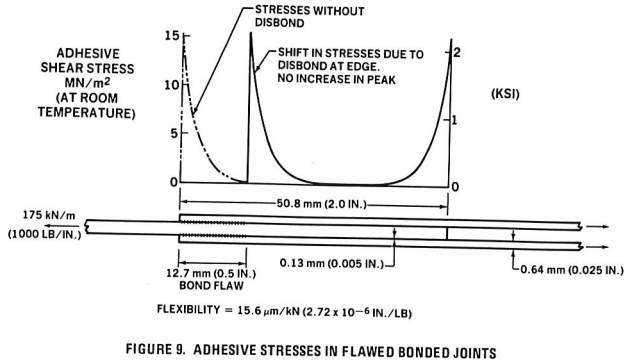 STRESSES WITHOUT
DISBOND
ADHESIVE
SHEAR STRESS
MN/m²
(AT ROOM
TEMPERATURE)
15
10
5
0
SHIFT IN STRESSES DUE TO
DISBOND AT EDGE.
NO INCREASE IN PEAK
2
1
0
(KSI)
50.8 mm (2.0 IN.)
175 kN/m
(1000 LB/IN.)
12.7 mm (0.5 IN.)
BOND FLAW
0.13 mm (0.005 IN.)
0.64 mm (0.025 IN.)
FLEXIBILITY = 15.6 μm/kN (2.72 x 10⁻⁶ IN./LB)
FIGURE 9. ADHESIVE STRESSES IN FLAWED BONDED JOINTS